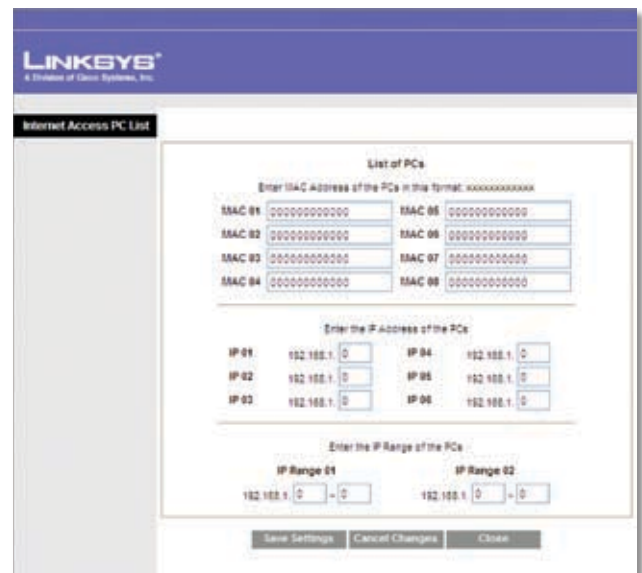 LINKSYS®
A Division of Cisco Systems, Inc.
Internet Access PC List
List of PCs
Enter MAC Address of the PCs in this format: xxxxxxxxxxxx
MAC 01 000000000000 MAC 05 000000000000
MAC 02 000000000000 MAC 06 000000000000
MAC 03 000000000000 MAC 07 000000000000
MAC 04 000000000000 MAC 08 000000000000
Enter the IP Address of the PCs
IP 01 192.168.1. 0 IP 04 192.168.1. 0
IP 02 192.168.1. 0 IP 05 192.168.1. 0
IP 03 192.168.1. 0 IP 06 192.168.1. 0
Enter the IP Range of the PCs
IP Range 01 IP Range 02
192.168.1. 0 ~ 0 192.168.1. 0 ~ 0
Save Settings Cancel Changes Close